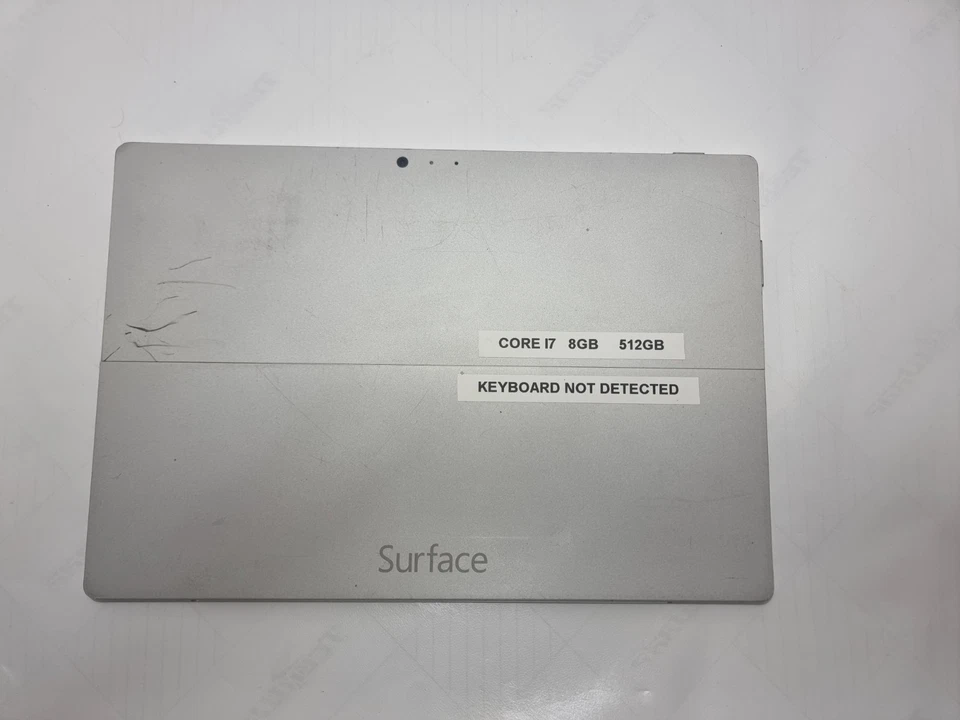 CORE I7 8GB 512GB
KEYBOARD NOT DETECTED
Surface